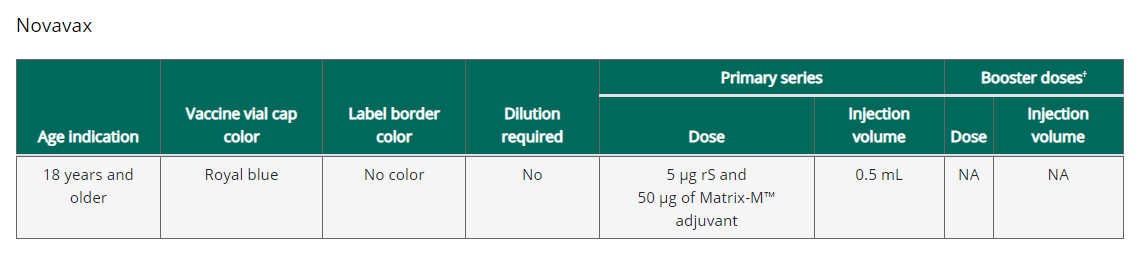 Novavax
Primary series
Booster doses†
Age indication
Vaccine vial cap
color
Label border
color
Dilution
required
Dose
Injection
volume
Dose
Injection
volume
18 years and
older
Royal blue
No color
No
5 μg rS and
50 μg of Matrix-M™
adjuvant
0.5 mL
NA
NA